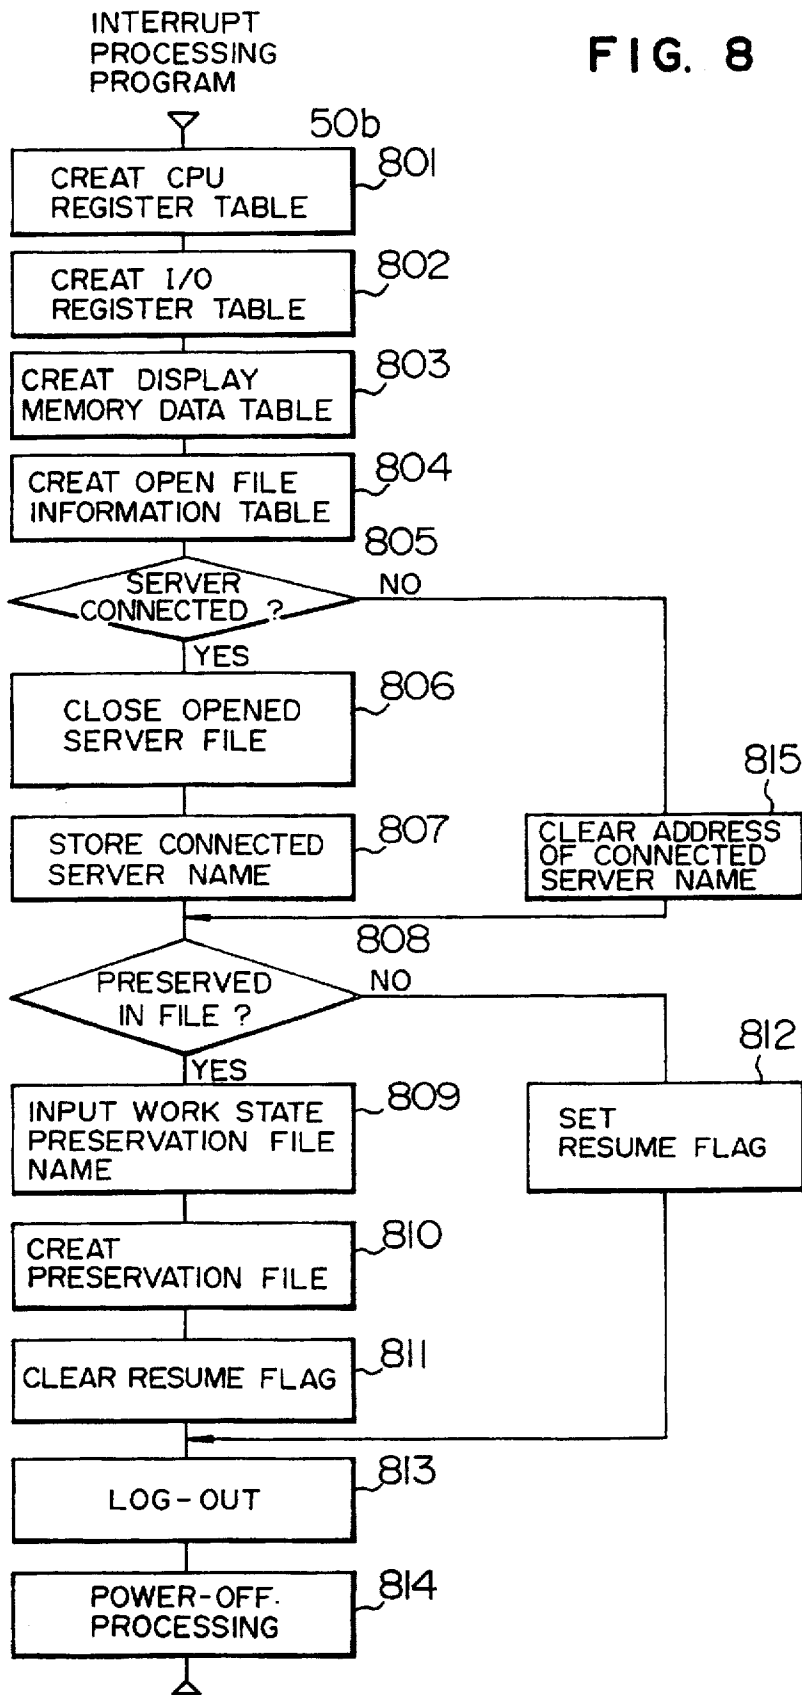 INTERRUPT
PROCESSING
PROGRAM
FIG. 8
50b
CREAT CPU
REGISTER TABLE
801
CREAT I/O
REGISTER TABLE
802
CREAT DISPLAY
MEMORY DATA TABLE
803
CREAT OPEN FILE
INFORMATION TABLE
804
805
SERVER
CONNECTED ?
NO
YES
CLOSE OPENED
SERVER FILE
806
STORE CONNECTED
SERVER NAME
807
815
CLEAR ADDRESS
OF CONNECTED
SERVER NAME
808
PRESERVED
IN FILE ?
NO
YES
INPUT WORK STATE
PRESERVATION FILE
NAME
809
812
SET
RESUME FLAG
CREAT
PRESERVATION FILE
810
CLEAR RESUME FLAG
811
LOG-OUT
813
POWER-OFF.
PROCESSING
814